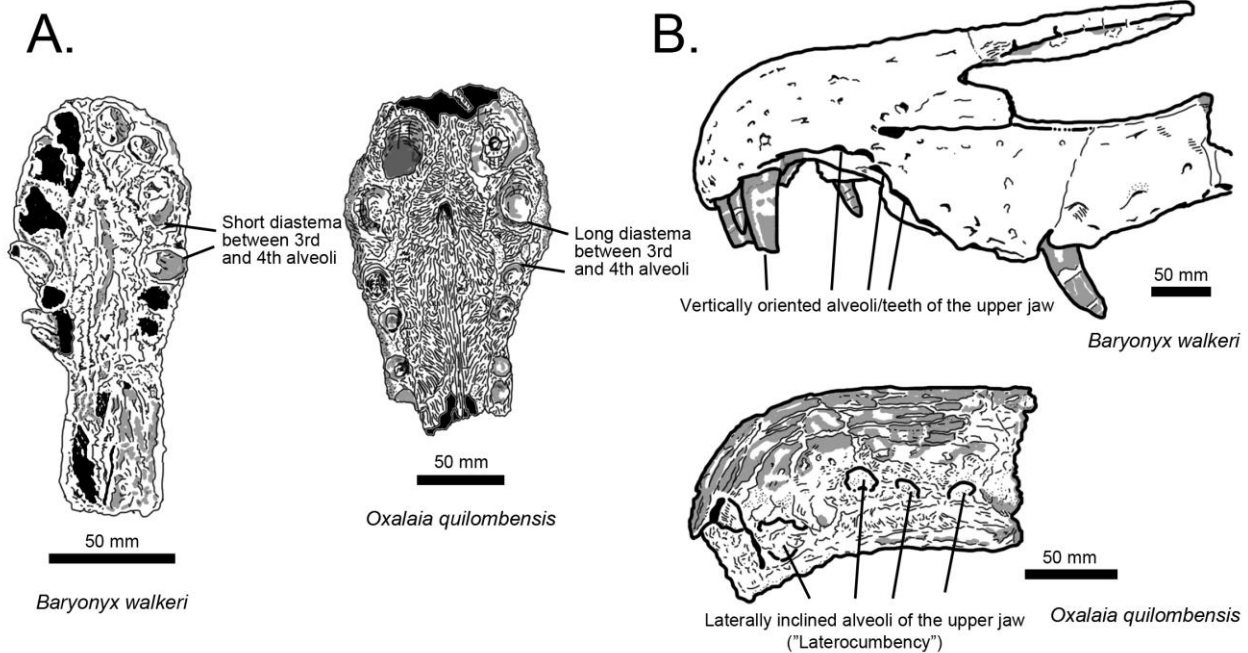 A.
Short diastema
between 3rd
and 4th alveoli
50 mm
Baryonyx walkeri
Long diastema
between 3rd
and 4th alveoli
50 mm
Oxalaia quilombensis
B.
Vertically oriented alveoli/teeth of the upper jaw
50 mm
Baryonyx walkeri
50 mm
Laterally inclined alveoli of the upper jaw
("Laterocumbency")
Oxalaia quilombensis